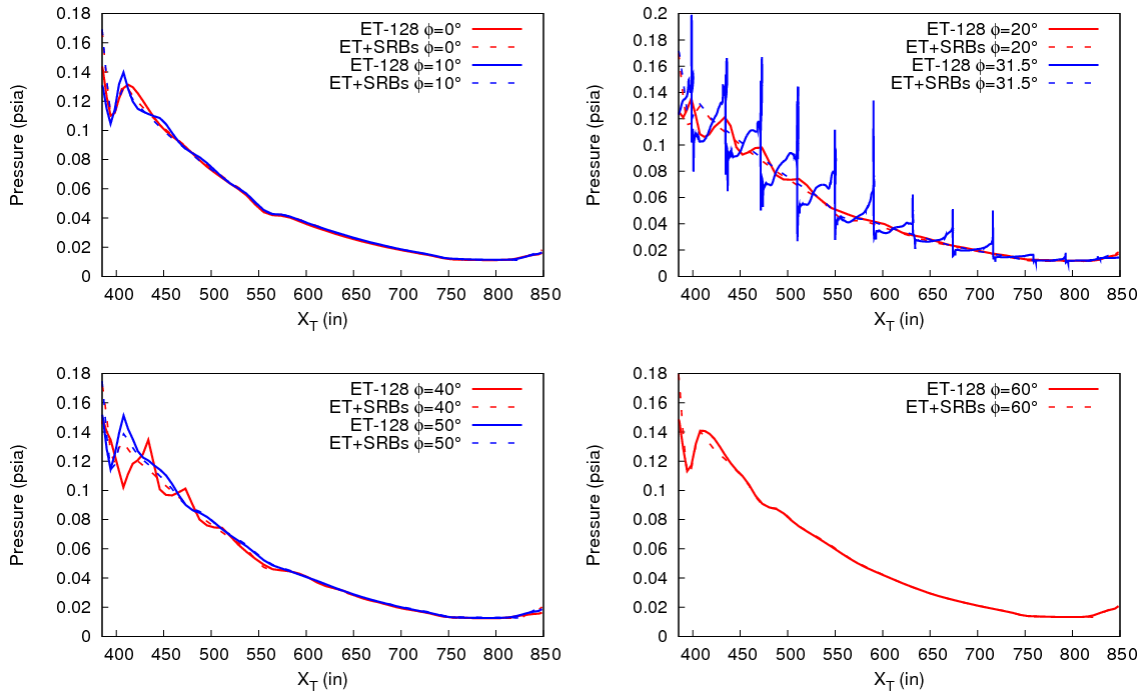 0.18
0.16
0.14
0.12
0.1
0.08
0.06
0.04
0.02
0
Pressure (psia)
ET-128 ϕ=0°
ET+SRBs ϕ=0°
ET-128 ϕ=10°
ET+SRBs ϕ=10°
400 450 500 550 600 650 700 750 800 850
X_T (in)
0.2
0.18
0.16
0.14
0.12
0.1
0.08
0.06
0.04
0.02
0
Pressure (psia)
ET-128 ϕ=20°
ET+SRBs ϕ=20°
ET-128 ϕ=31.5°
ET+SRBs ϕ=31.5°
400 450 500 550 600 650 700 750 800 850
X_T (in)
0.18
0.16
0.14
0.12
0.1
0.08
0.06
0.04
0.02
0
Pressure (psia)
ET-128 ϕ=40°
ET+SRBs ϕ=40°
ET-128 ϕ=50°
ET+SRBs ϕ=50°
400 450 500 550 600 650 700 750 800 850
X_T (in)
0.18
0.16
0.14
0.12
0.1
0.08
0.06
0.04
0.02
0
Pressure (psia)
ET-128 ϕ=60°
ET+SRBs ϕ=60°
400 450 500 550 600 650 700 750 800 850
X_T (in)